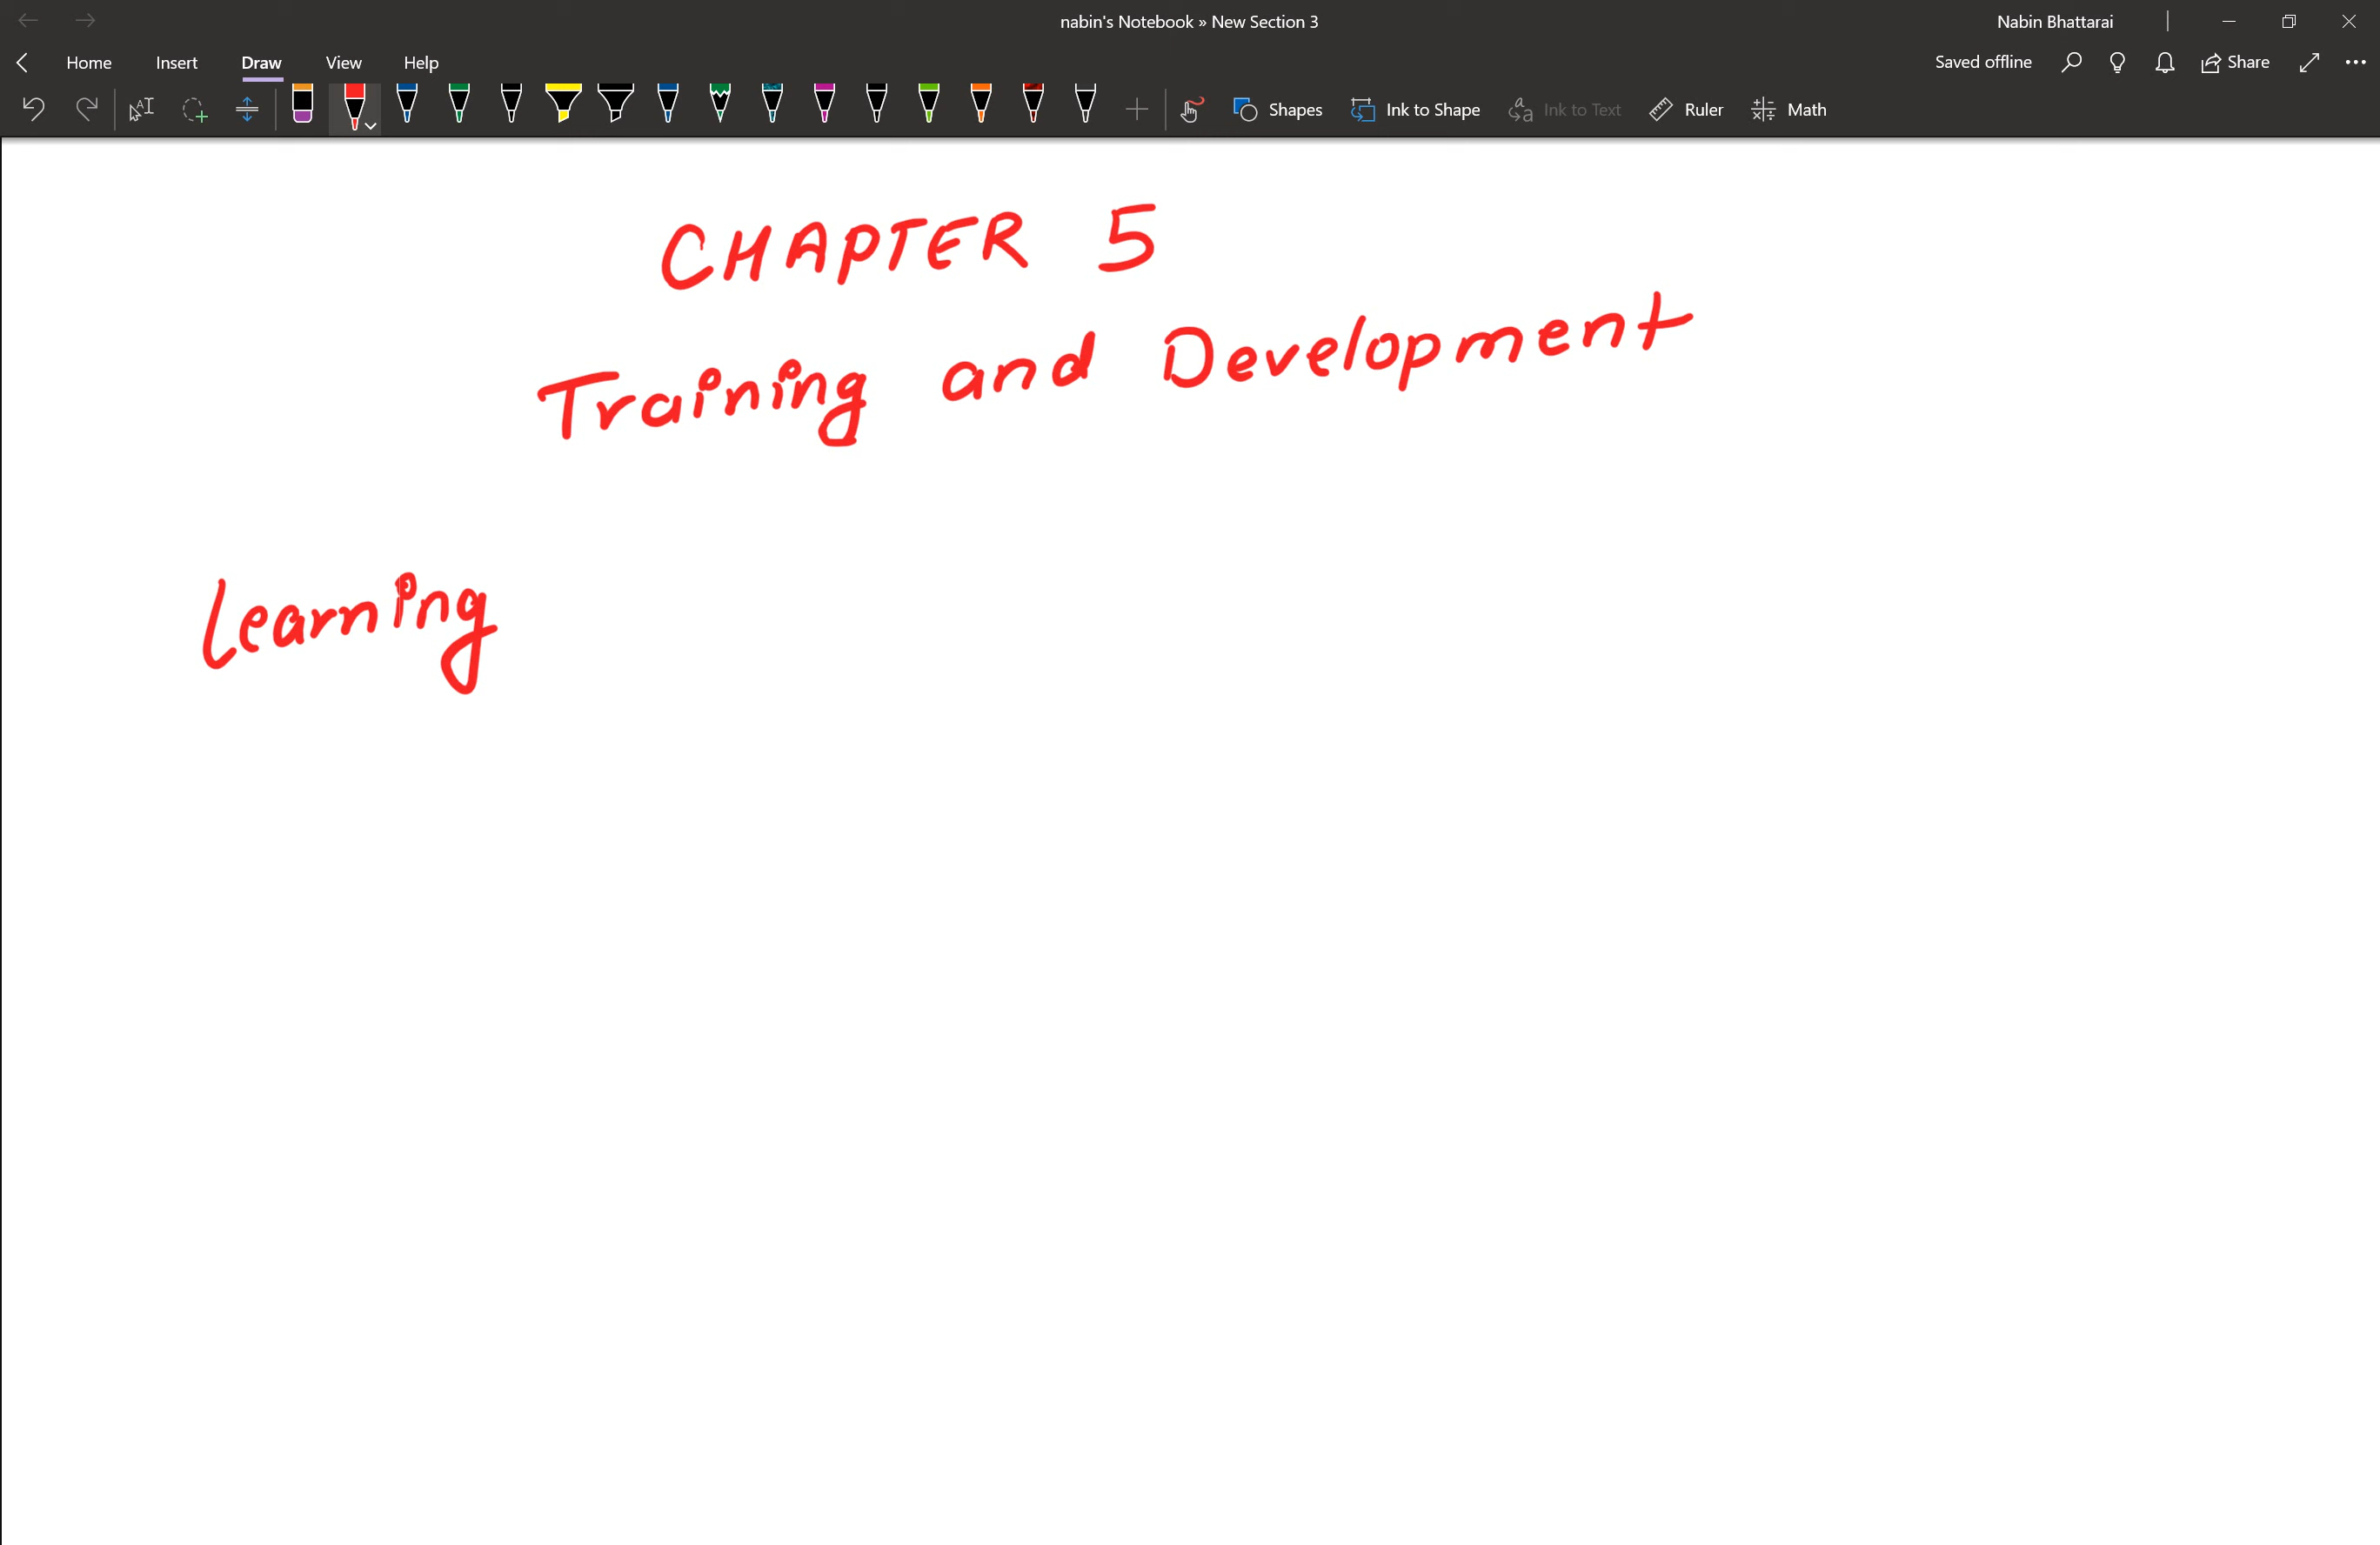 nabin's Notebook » New Section 3
Nabin Bhattarai
Home Insert Draw View Help
Saved offline
Share
Shapes Ink to Shape Ink to Text Ruler Math
CHAPTER 5
Training and Development
Learning